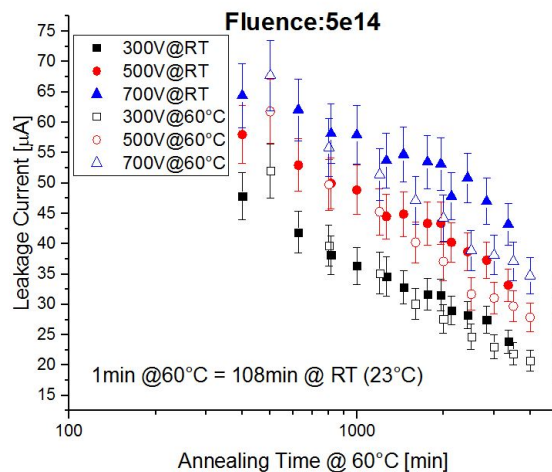 Fluence:5e14
75
70
65
60
55
50
45
40
35
30
25
20
15
Leakage Current [μA]
300V@RT
500V@RT
700V@RT
300V@60°C
500V@60°C
700V@60°C
1min @60°C = 108min @ RT (23°C)
100
1000
Annealing Time @ 60°C [min]